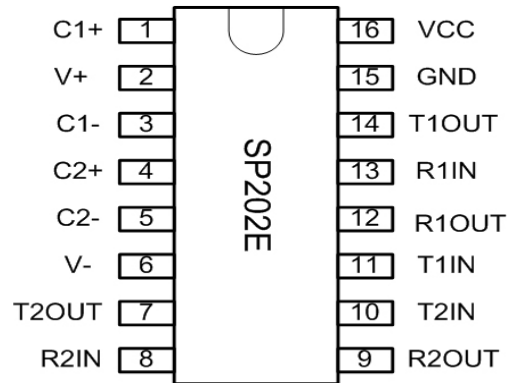 C1+ 1 16 VCC
V+ 2 15 GND
C1- 3 14 T1OUT
C2+ 4 13 R1IN
C2- 5 12 R1OUT
V- 6 11 T1IN
T2OUT 7 10 T2IN
R2IN 8 9 R2OUT
SP202E